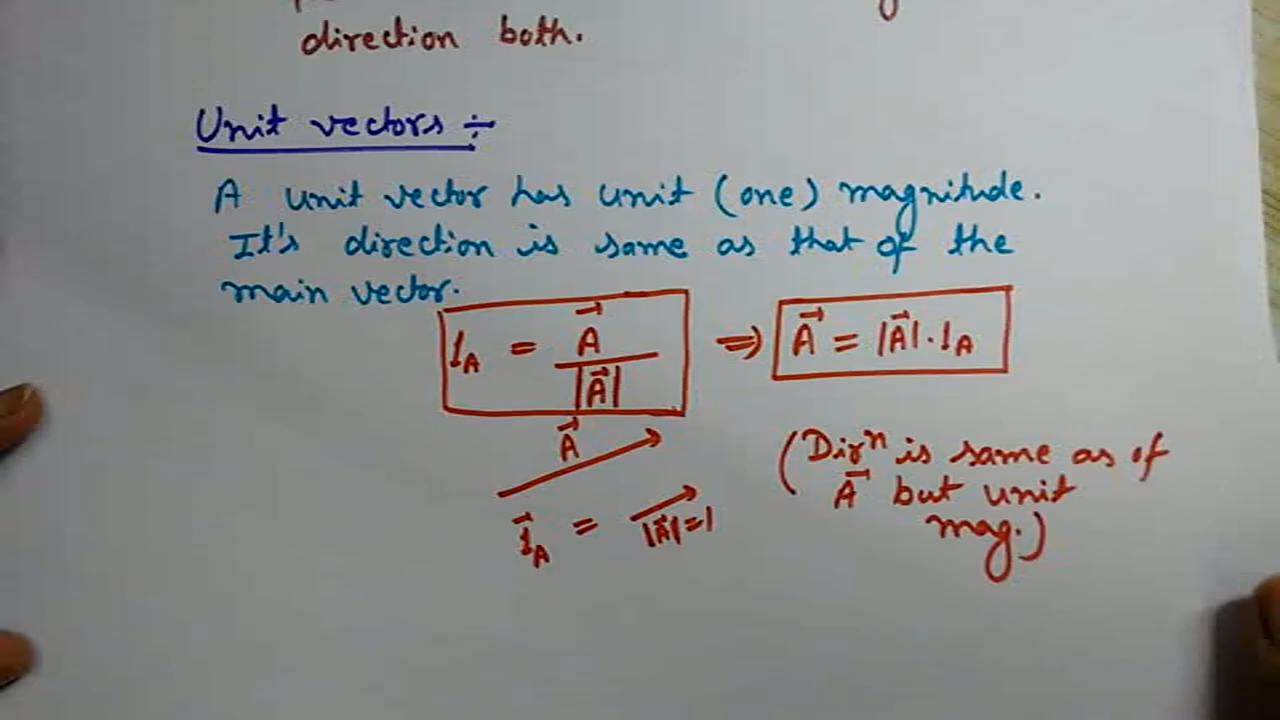 direction both.
Unit vectors :-
A unit vector has unit (one) magnitude.
It's direction is same as that of the
main vector.
1_A = A⃗ / |A⃗| ⇒ A⃗ = |A⃗| · 1_A
A⃗
1⃗_A = |A⃗| = 1
(Dirⁿ is same as of
A⃗ but unit
mag.)